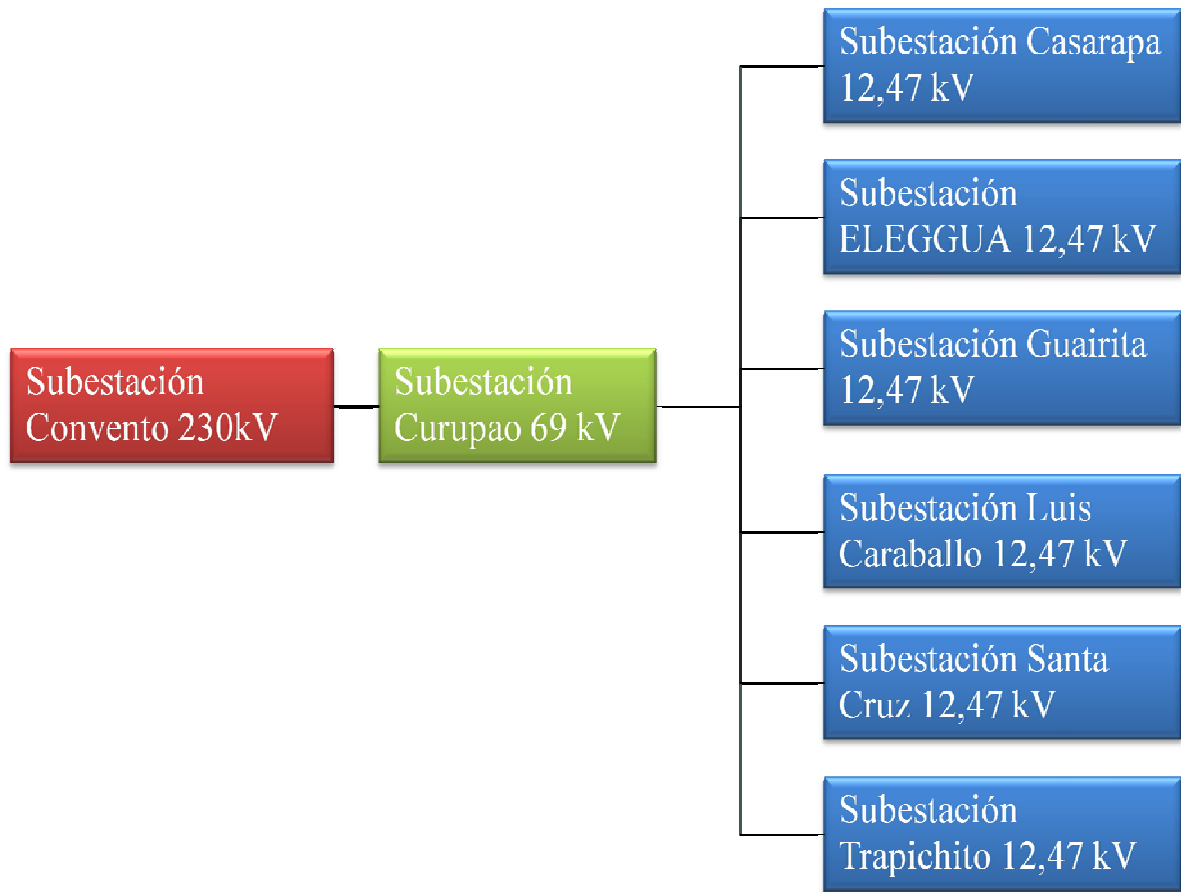 Subestación
Convento 230kV
Subestación
Curupao 69 kV
Subestación Casarapa
12,47 kV
Subestación
ELEGGUA 12,47 kV
Subestación Guairita
12,47 kV
Subestación Luis
Caraballo 12,47 kV
Subestación Santa
Cruz 12,47 kV
Subestación
Trapichito 12,47 kV